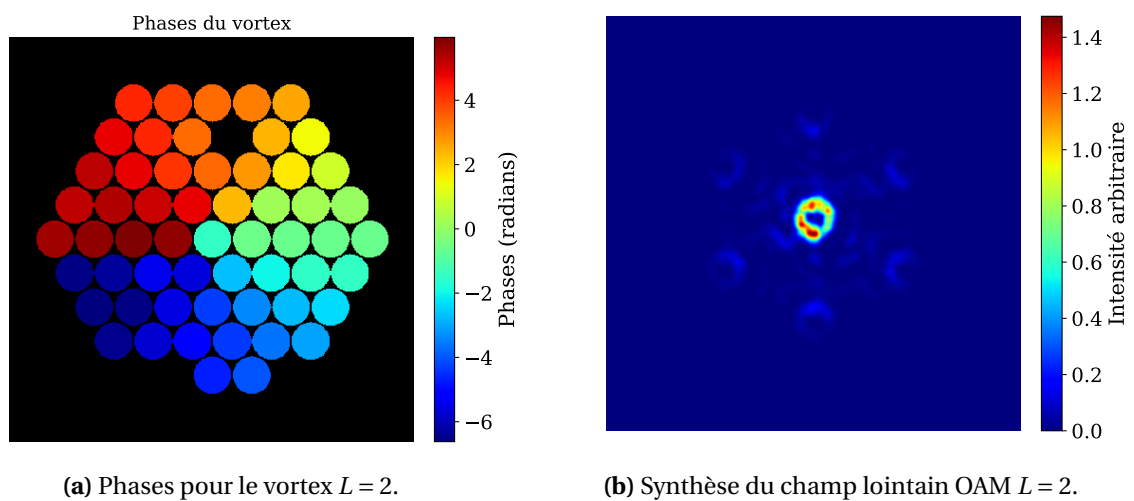 Phases du vortex
4
2
0
−2
−4
−6
Phases (radians)
1.4
1.2
1.0
0.8
0.6
0.4
0.2
0.0
Intensité arbitraire
(a) Phases pour le vortex L = 2.
(b) Synthèse du champ lointain OAM L = 2.